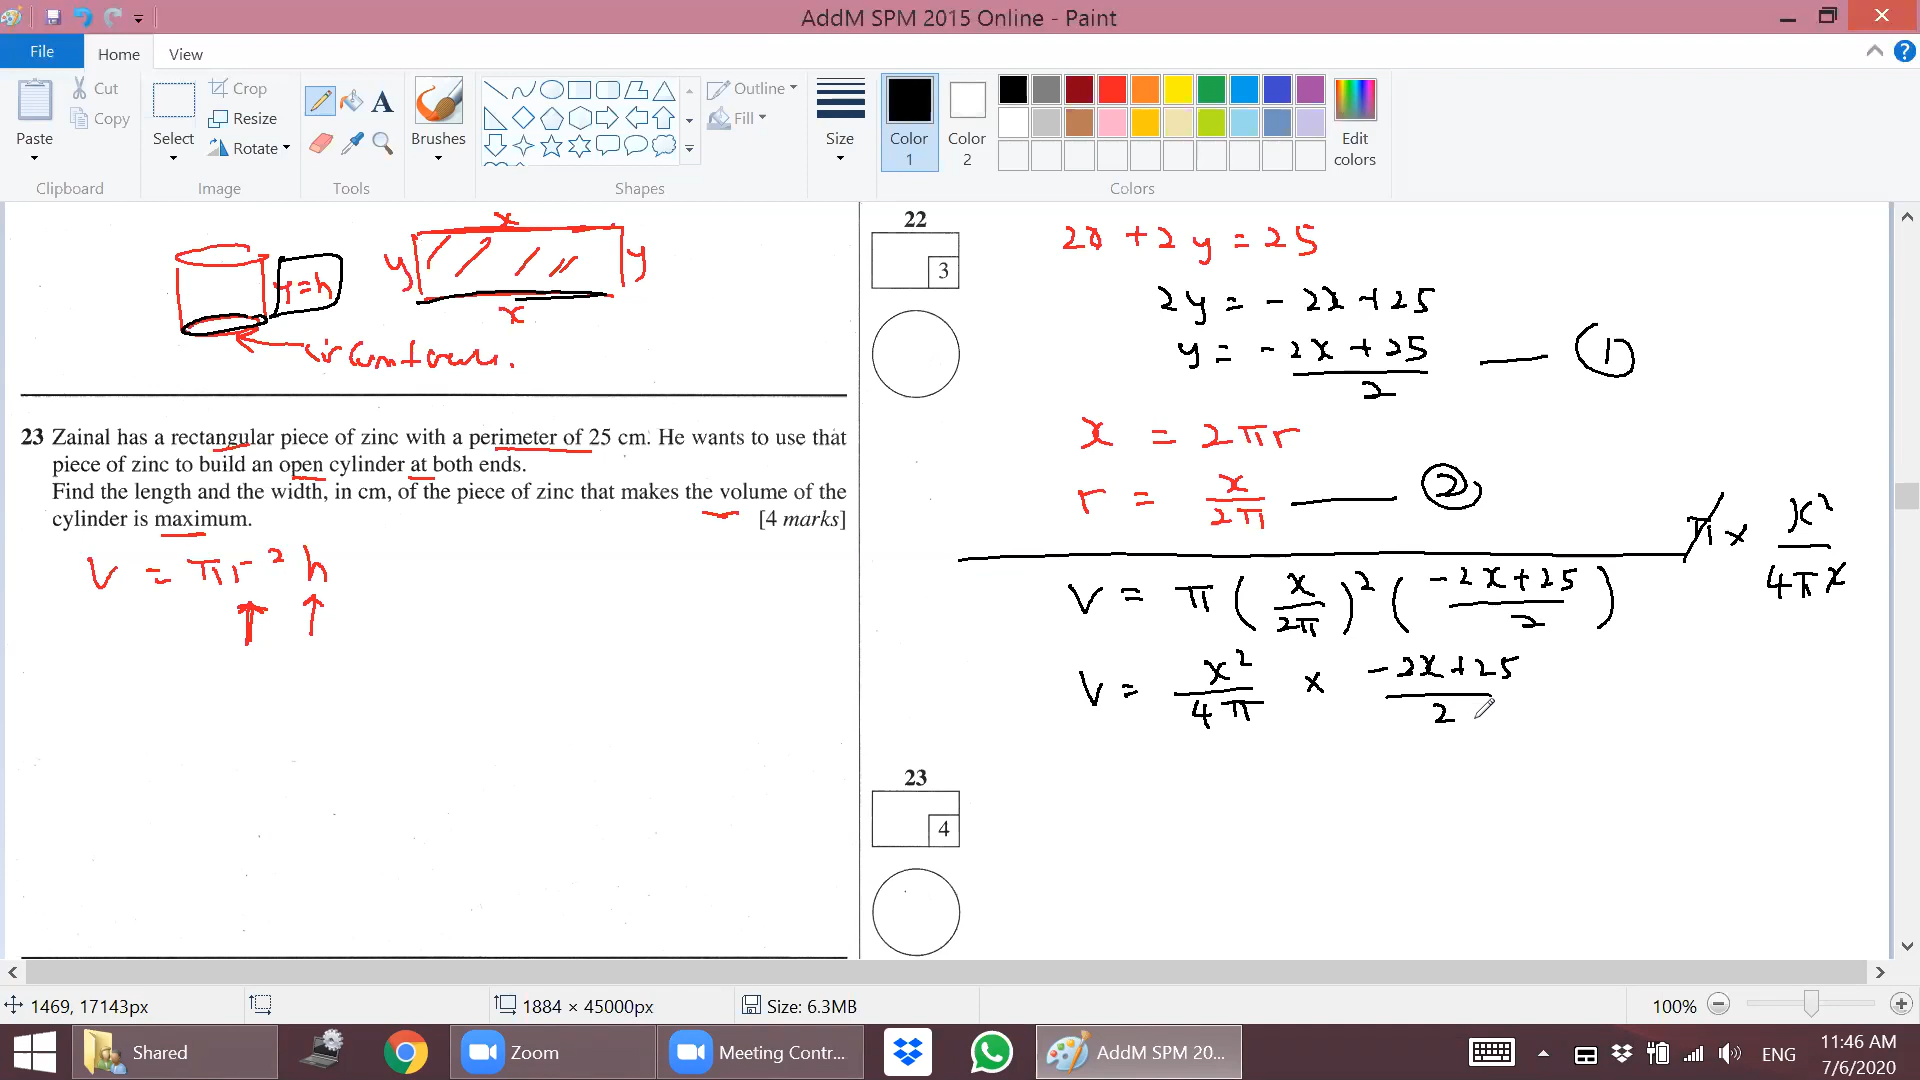 AddM SPM 2015 Online - Paint
File
Home
View
Paste
Cut
Copy
Clipboard
Select
Crop
Resize
Rotate
Image
A
Tools
Brushes
Outline
Fill
Shapes
Size
Color 1
Color 2
Edit colors
Colors
x
y
y
x
y = h
22
3
2x + 2y = 25
2y = - 2x + 25
y = - 2x + 25 / 2 —— ①
x = 2πr
r = x / 2π —— ②
23 Zainal has a rectangular piece of zinc with a perimeter of 25 cm. He wants to use that
piece of zinc to build an open cylinder at both ends.
Find the length and the width, in cm, of the piece of zinc that makes the volume of the
cylinder is maximum. [4 marks]
V = πr² h
π × x² / 4π²
V = π ( x / 2π )² ( -2x+25 / 2 )
V = x² / 4π × -2x+25 / 2
23
4
1469, 17143px
1884 × 45000px
Size: 6.3MB
100%
Shared
Zoom
Meeting Contr...
AddM SPM 20...
ENG
11:46 AM
7/6/2020